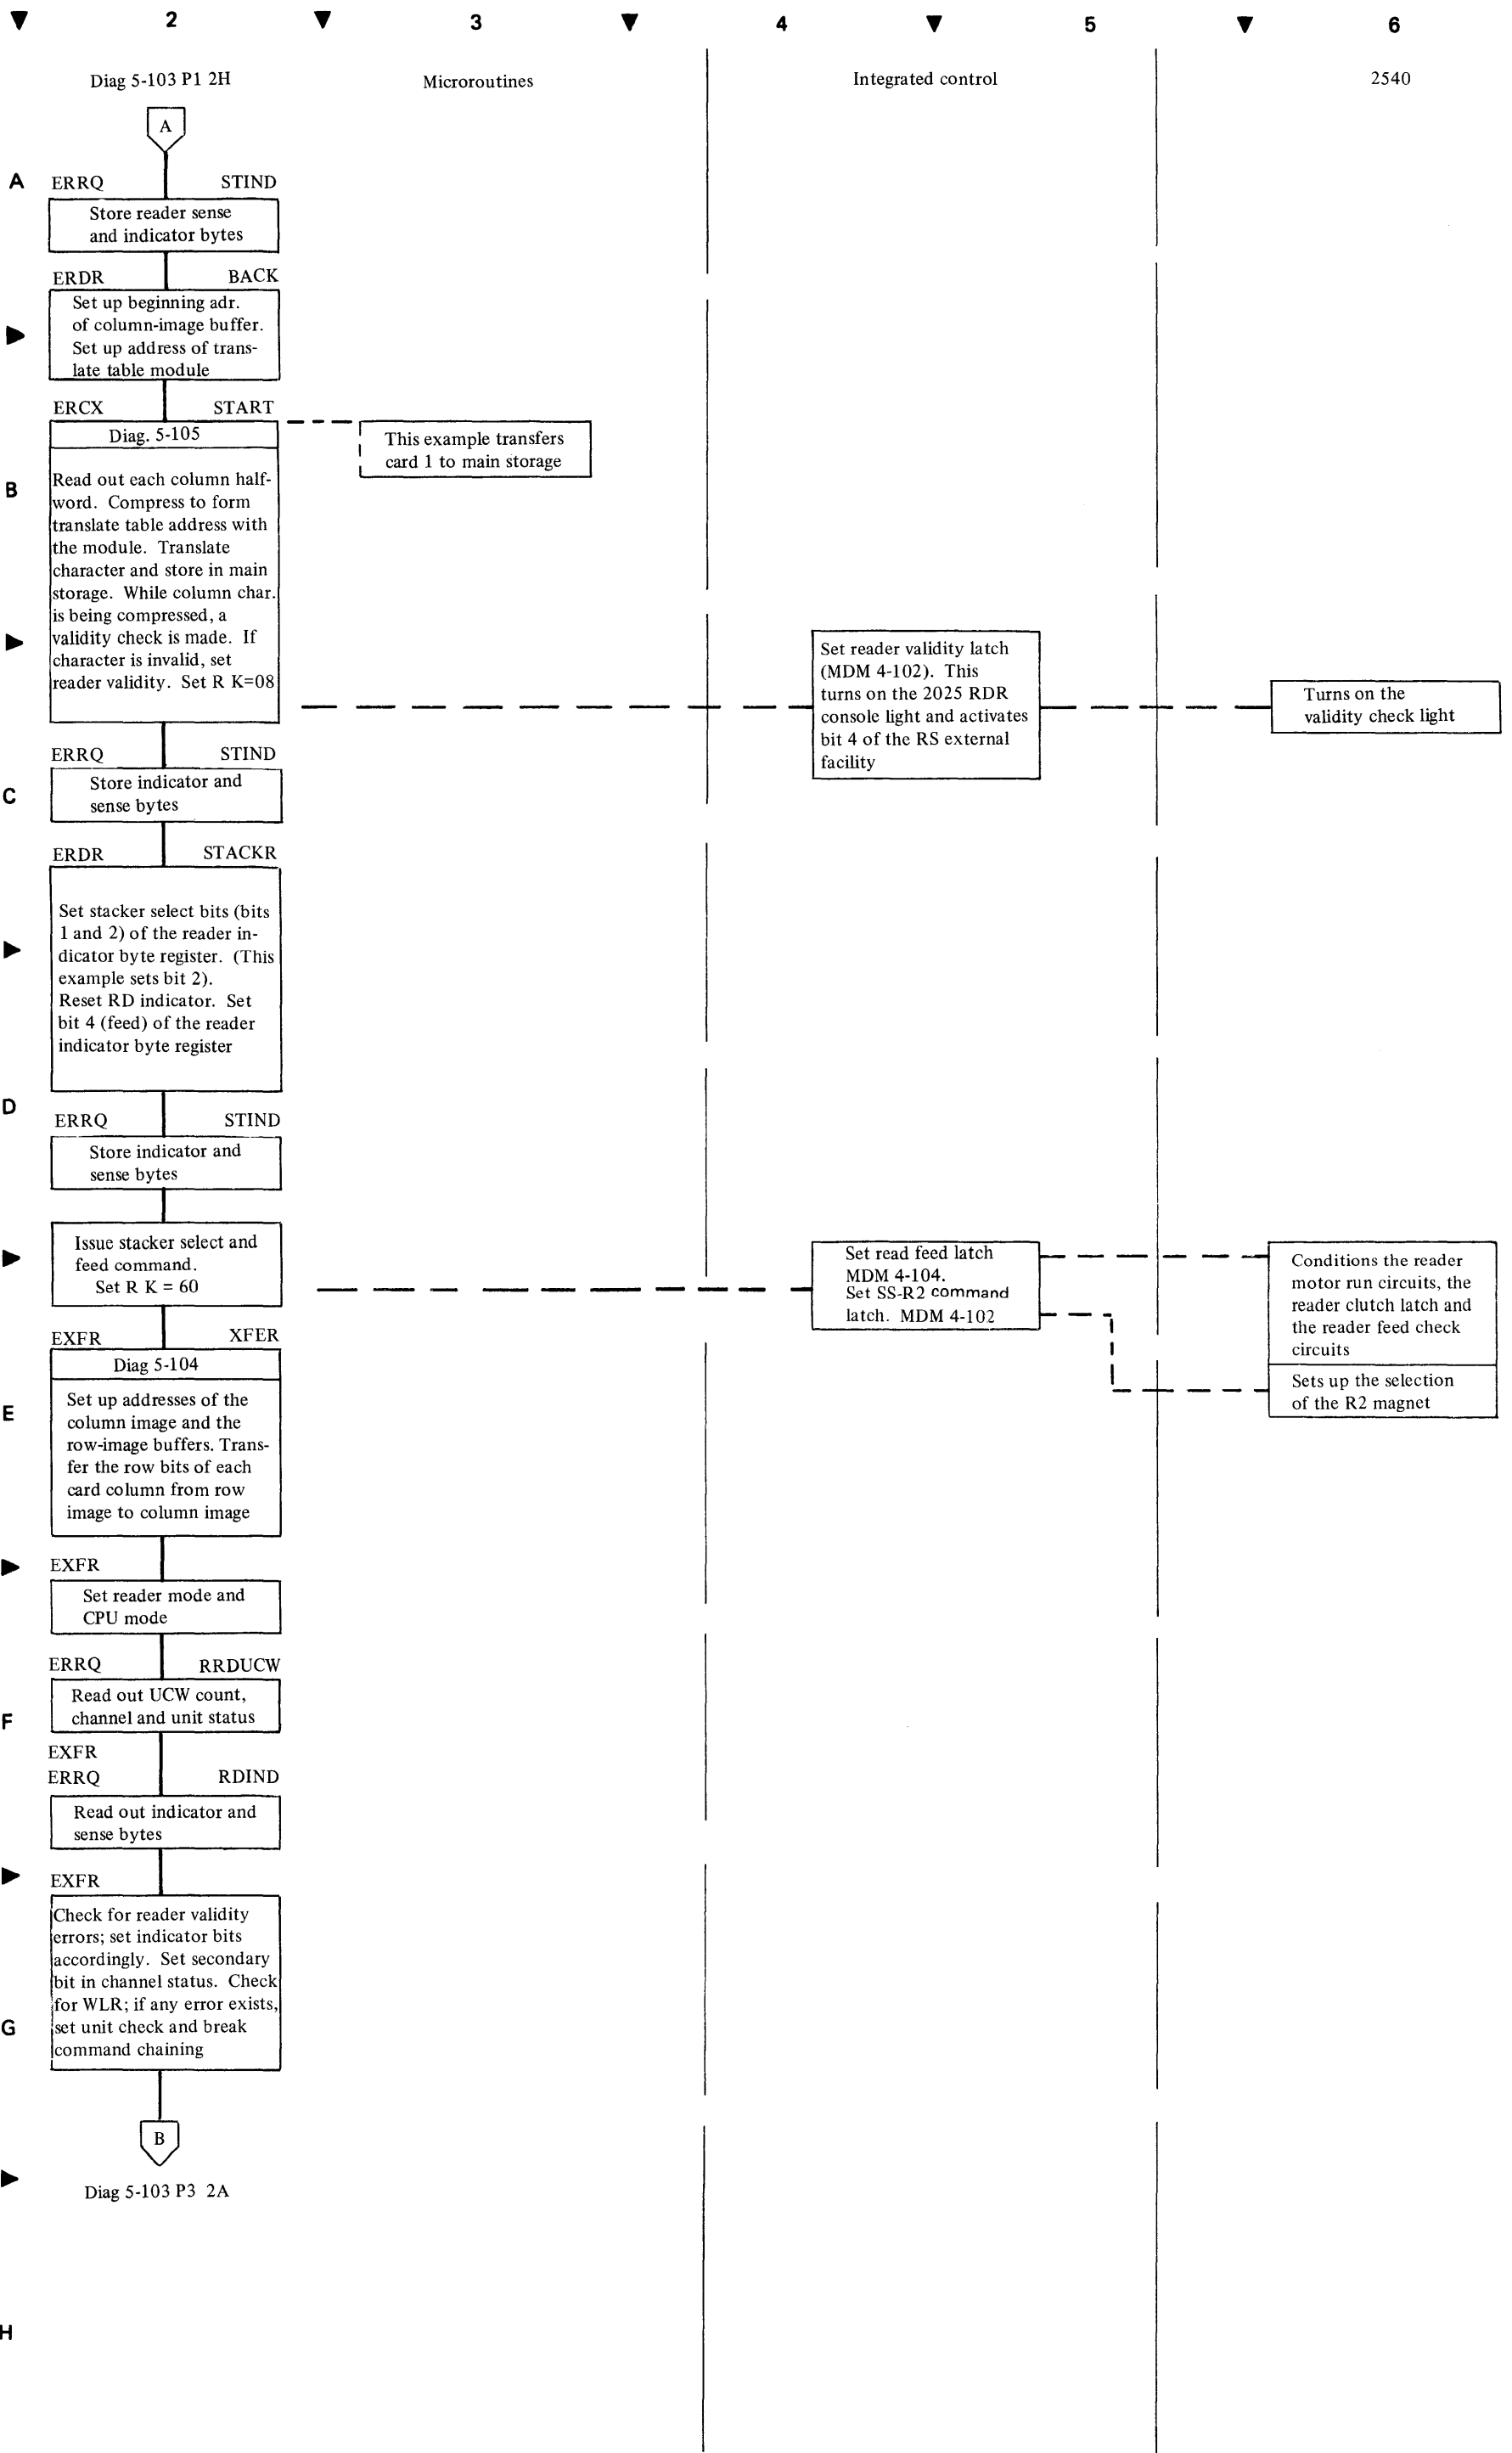 2 3 4 5 6
Diag 5-103 P1 2H
Microroutines
Integrated control
2540
A
A
ERRQ STIND
Store reader sense
and indicator bytes
ERDR BACK
Set up beginning adr.
of column-image buffer.
Set up address of trans-
late table module
ERCX START
Diag. 5-105
This example transfers
card 1 to main storage
B
Read out each column half-
word. Compress to form
translate table address with
the module. Translate
character and store in main
storage. While column char.
is being compressed, a
validity check is made. If
character is invalid, set
reader validity. Set R K=08
Set reader validity latch
(MDM 4-102). This
turns on the 2025 RDR
console light and activates
bit 4 of the RS external
facility
Turns on the
validity check light
ERRQ STIND
C
Store indicator and
sense bytes
ERDR STACKR
Set stacker select bits (bits
1 and 2) of the reader in-
dicator byte register. (This
example sets bit 2).
Reset RD indicator. Set
bit 4 (feed) of the reader
indicator byte register
D
ERRQ STIND
Store indicator and
sense bytes
Issue stacker select and
feed command.
Set R K = 60
Set read feed latch
MDM 4-104.
Set SS-R2 command
latch. MDM 4-102
Conditions the reader
motor run circuits, the
reader clutch latch and
the reader feed check
circuits
Sets up the selection
of the R2 magnet
EXFR XFER
Diag 5-104
E
Set up addresses of the
column image and the
row-image buffers. Trans-
fer the row bits of each
card column from row
image to column image
EXFR
Set reader mode and
CPU mode
ERRQ RRDUCW
F
Read out UCW count,
channel and unit status
EXFR
ERRQ RDIND
Read out indicator and
sense bytes
EXFR
Check for reader validity
errors; set indicator bits
accordingly. Set secondary
bit in channel status. Check
for WLR; if any error exists,
set unit check and break
command chaining
G
B
Diag 5-103 P3 2A
H